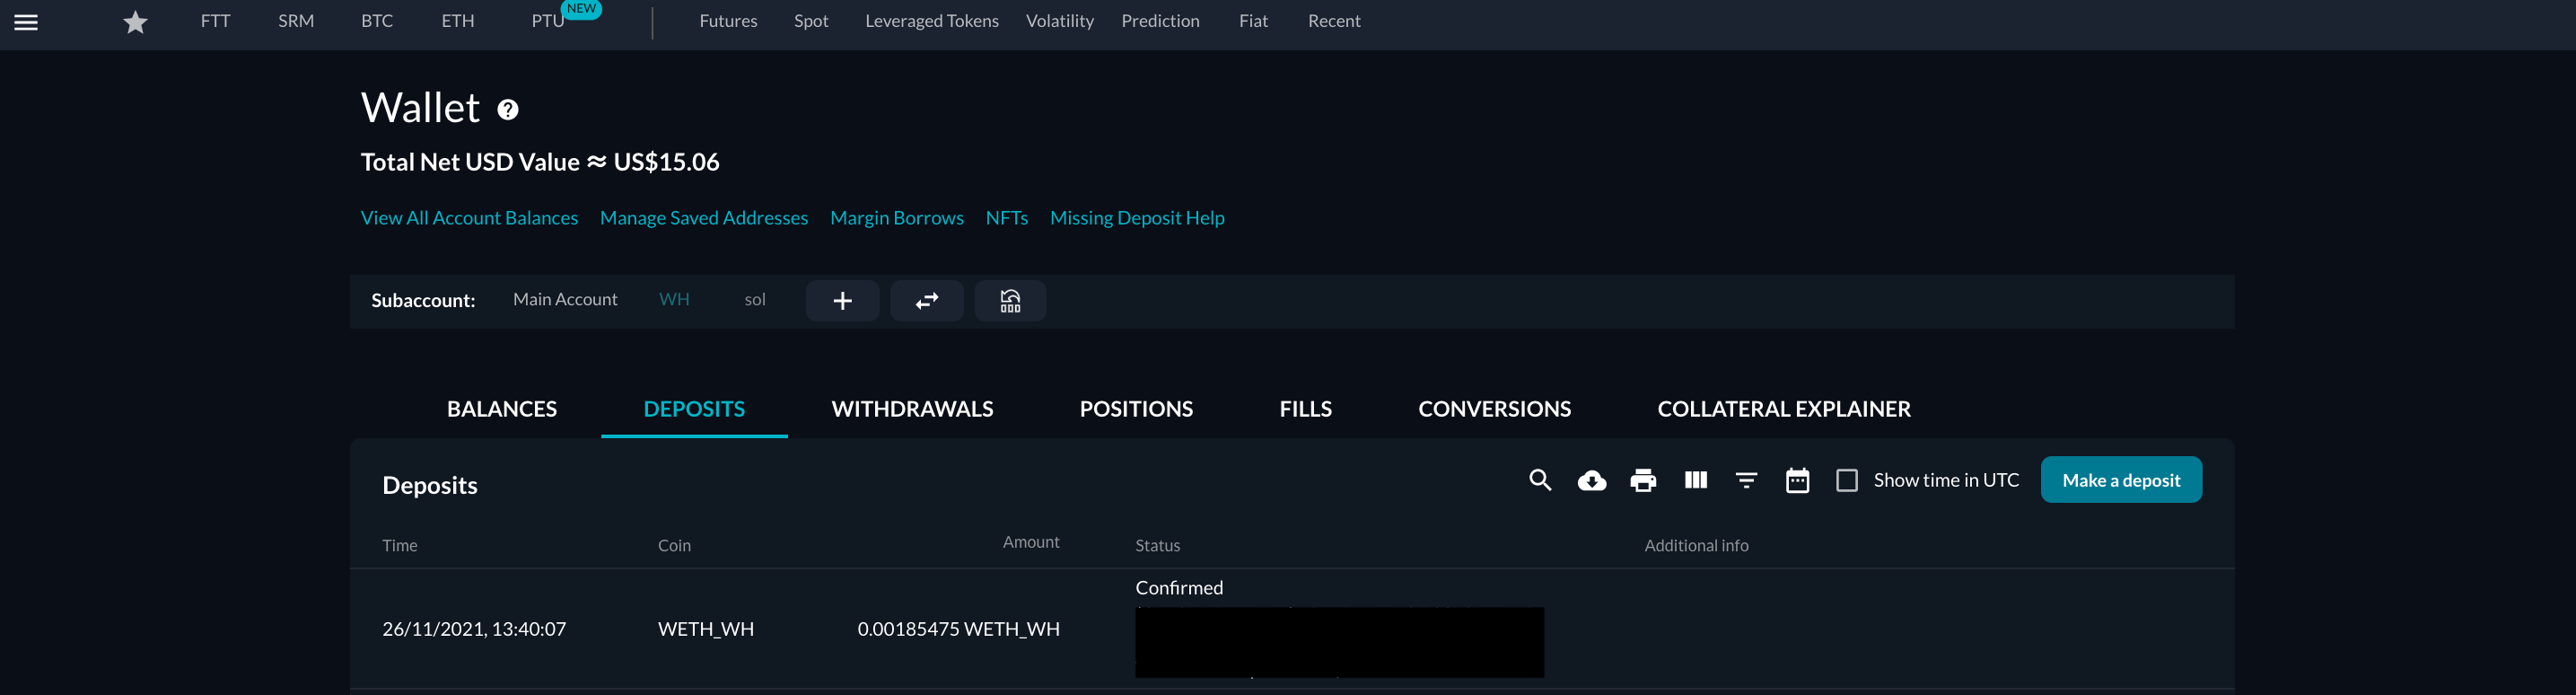 FTT SRM BTC ETH PTU NEW Futures Spot Leveraged Tokens Volatility Prediction Fiat Recent
Wallet ?
Total Net USD Value ≈ US$15.06
View All Account Balances Manage Saved Addresses Margin Borrows NFTs Missing Deposit Help
Subaccount: Main Account WH sol
BALANCES DEPOSITS WITHDRAWALS POSITIONS FILLS CONVERSIONS COLLATERAL EXPLAINER
Deposits Show time in UTC Make a deposit
Time Coin Amount Status Additional info
Confirmed
26/11/2021, 13:40:07 WETH_WH 0.00185475 WETH_WH